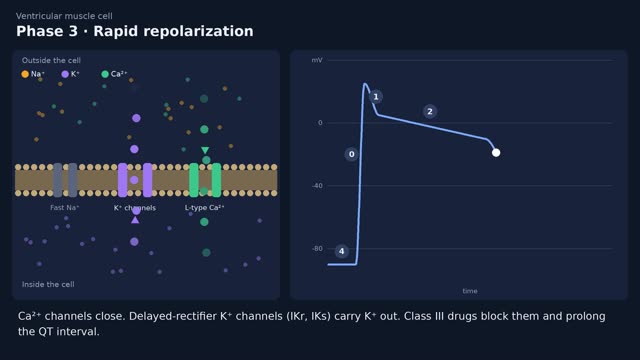 Ventricular muscle cell
Phase 3 · Rapid repolarization
Outside the cell
Na⁺ K⁺ Ca²⁺
Fast Na⁺ K⁺ channels L-type Ca²⁺
Inside the cell
mV
0
-40
-80
0
1
2
4
time
Ca²⁺ channels close. Delayed-rectifier K⁺ channels (IKr, IKs) carry K⁺ out. Class III drugs block them and prolong
the QT interval.